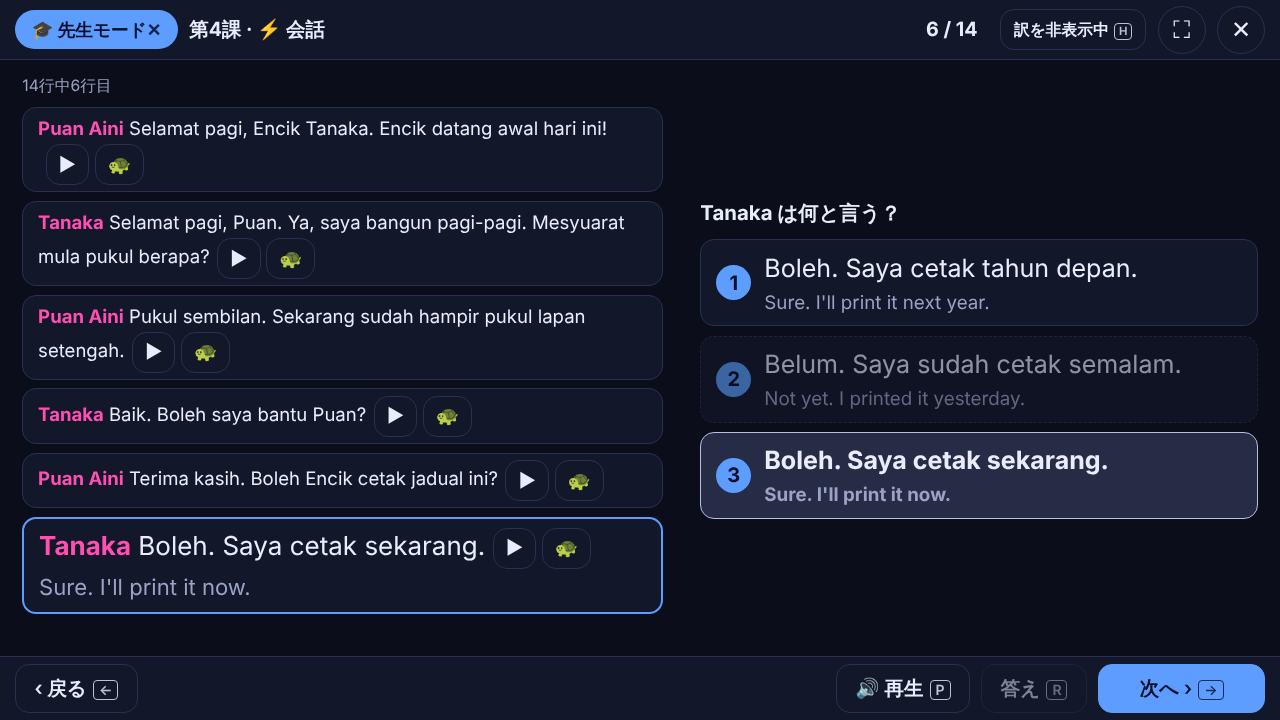 🎓 先生モード✕
第4課 · ⚡ 会話
6 / 14
訳を非表示中 H
✕
14行中6行目
Puan Aini Selamat pagi, Encik Tanaka. Encik datang awal hari ini!
▶ 🐢
Tanaka Selamat pagi, Puan. Ya, saya bangun pagi-pagi. Mesyuarat
mula pukul berapa? ▶ 🐢
Puan Aini Pukul sembilan. Sekarang sudah hampir pukul lapan
setengah. ▶ 🐢
Tanaka Baik. Boleh saya bantu Puan? ▶ 🐢
Puan Aini Terima kasih. Boleh Encik cetak jadual ini? ▶ 🐢
Tanaka Boleh. Saya cetak sekarang. ▶ 🐢
Sure. I'll print it now.
Tanaka は何と言う？
1 Boleh. Saya cetak tahun depan.
Sure. I'll print it next year.
2 Belum. Saya sudah cetak semalam.
Not yet. I printed it yesterday.
3 Boleh. Saya cetak sekarang.
Sure. I'll print it now.
‹ 戻る ←
🔊 再生 P
答え R
次へ › →